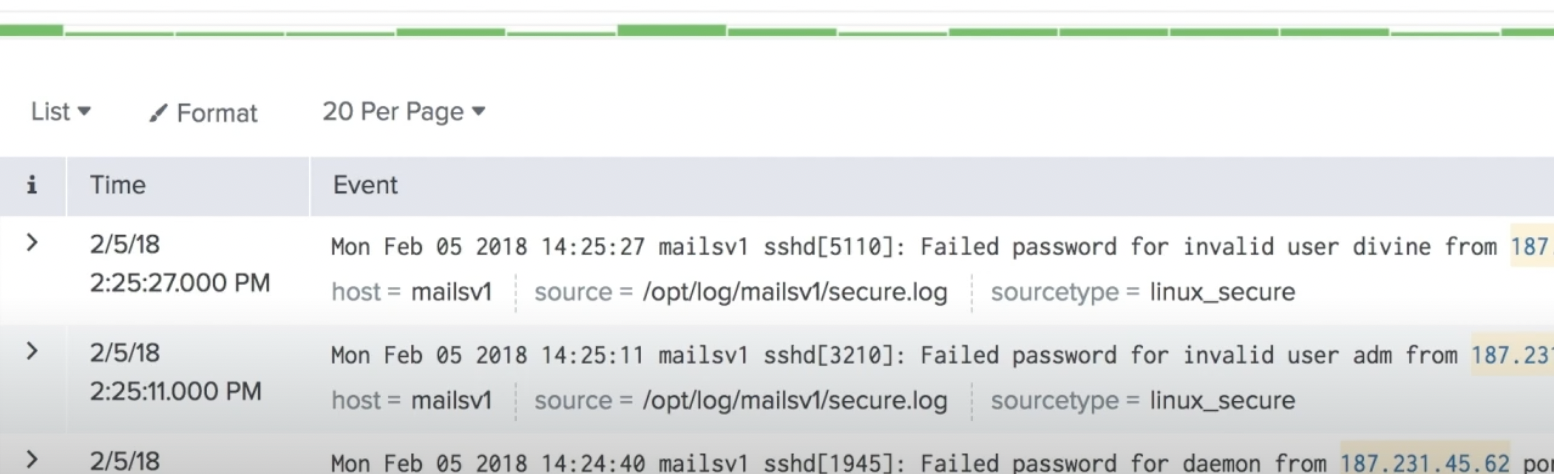 List Format 20 Per Page
i Time Event
2/5/18 Mon Feb 05 2018 14:25:27 mailsv1 sshd[5110]: Failed password for invalid user divine from 187.
2:25:27.000 PM host = mailsv1 source = /opt/log/mailsv1/secure.log sourcetype = linux_secure
2/5/18 Mon Feb 05 2018 14:25:11 mailsv1 sshd[3210]: Failed password for invalid user adm from 187.231
2:25:11.000 PM host = mailsv1 source = /opt/log/mailsv1/secure.log sourcetype = linux_secure
2/5/18 Mon Feb 05 2018 14:24:40 mailsv1 sshd[1945]: Failed password for daemon from 187.231.45.62 por